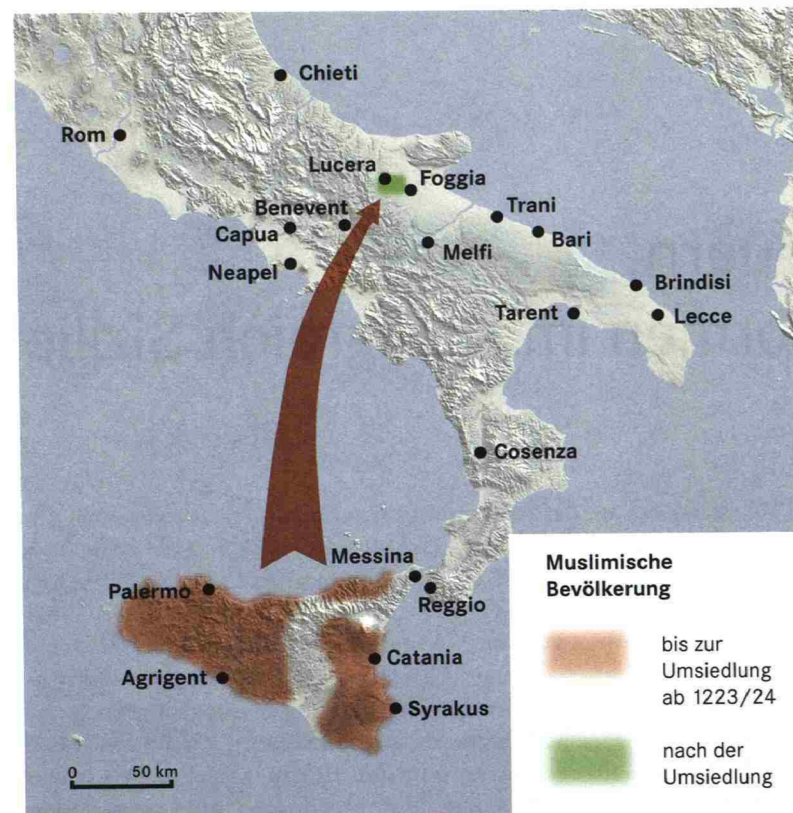 Chieti
Rom
Lucera
Foggia
Benevent
Trani
Capua
Bari
Melfi
Neapel
Brindisi
Tarent
Lecce
Cosenza
Messina
Palermo
Reggio
Catania
Agrigent
Syrakus
0 50 km
Muslimische
Bevölkerung
bis zur
Umsiedlung
ab 1223/24
nach der
Umsiedlung